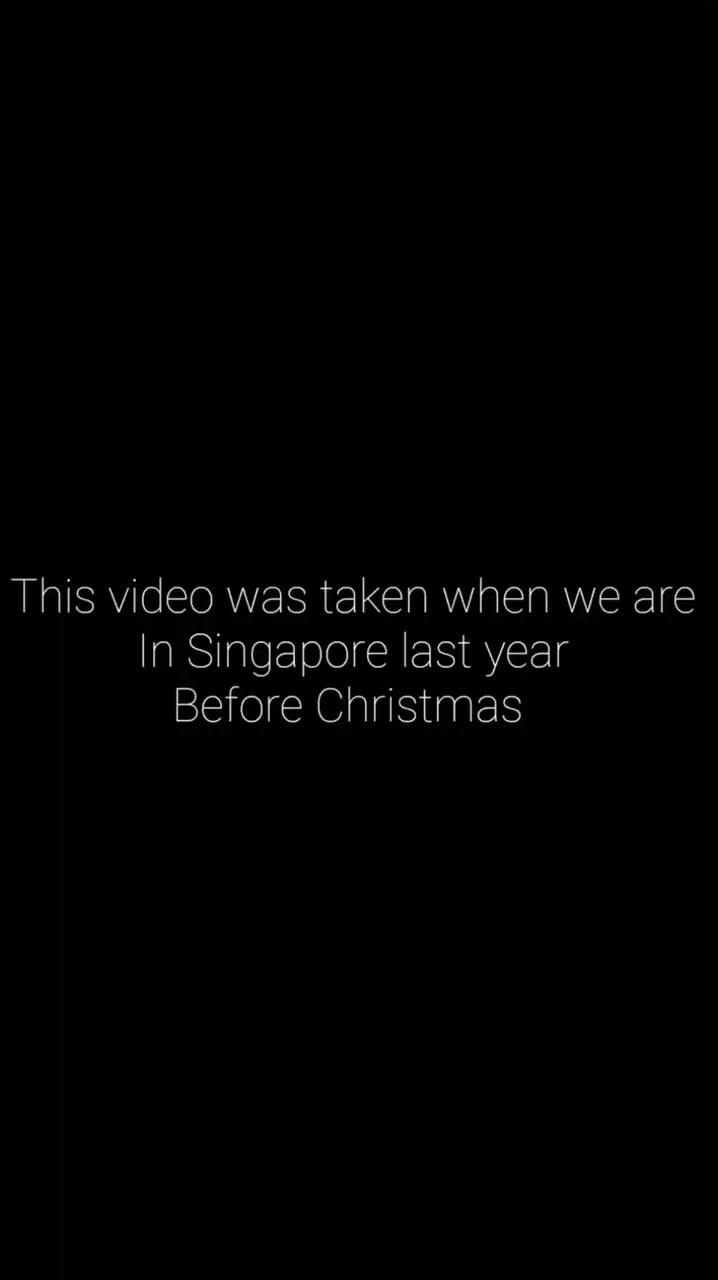 This video was taken when we are
In Singapore last year
Before Christmas